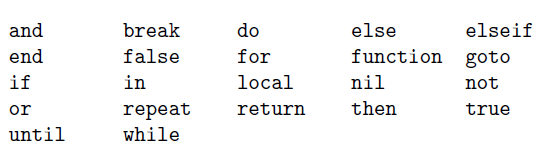 and break do else elseif
end false for function goto
if in local nil not
or repeat return then true
until while